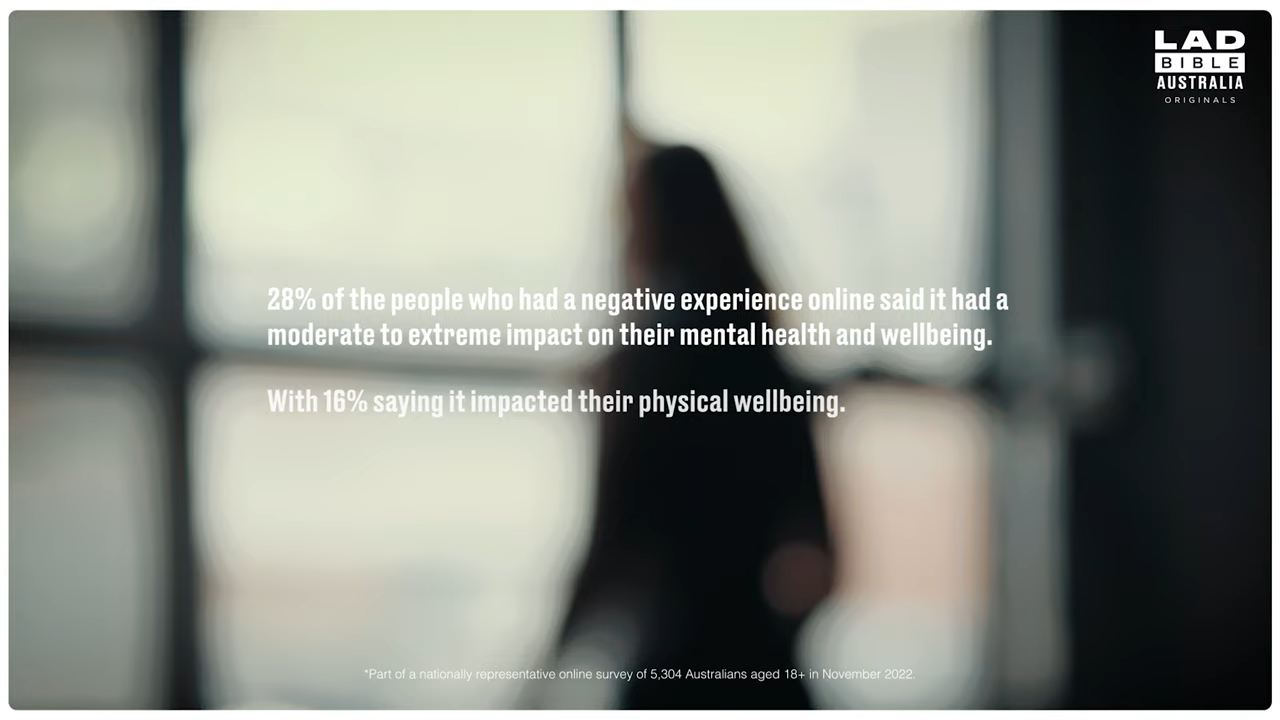 LAD
BIBLE
AUSTRALIA
ORIGINALS
28% of the people who had a negative experience online said it had a
moderate to extreme impact on their mental health and wellbeing.
With 16% saying it impacted their physical wellbeing.
*Part of a nationally representative online survey of 5,304 Australians aged 18+ in November 2022.